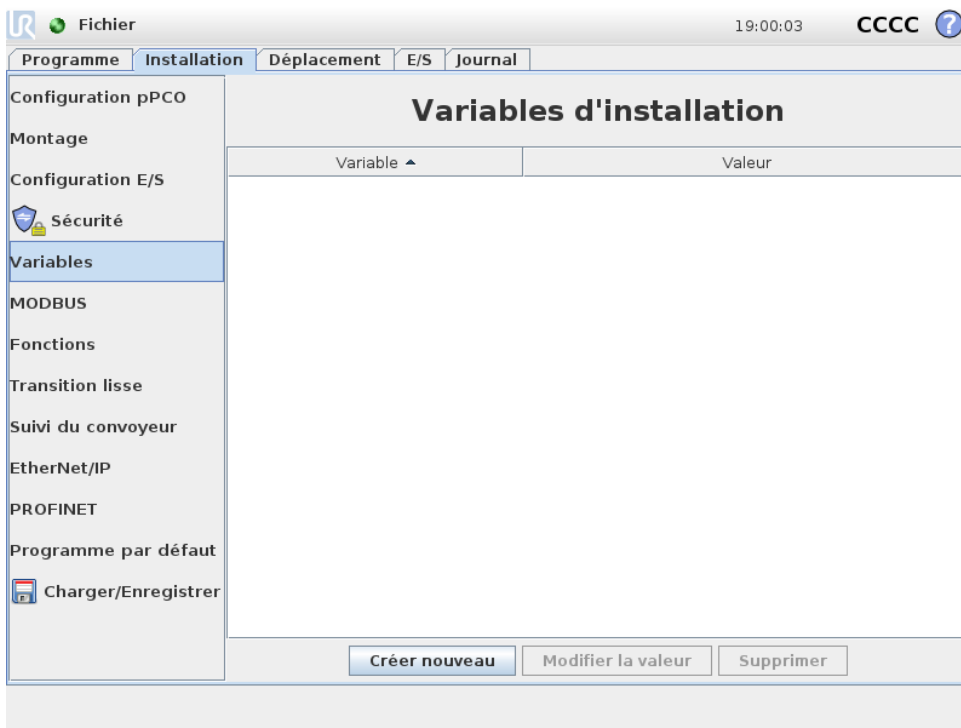 UR Fichier 19:00:03 CCCC ?
Programme Installation Déplacement E/S Journal
Configuration pPCO
Montage
Configuration E/S
Sécurité
Variables
MODBUS
Fonctions
Transition lisse
Suivi du convoyeur
EtherNet/IP
PROFINET
Programme par défaut
Charger/Enregistrer
Variables d'installation
Variable Valeur
Créer nouveau Modifier la valeur Supprimer